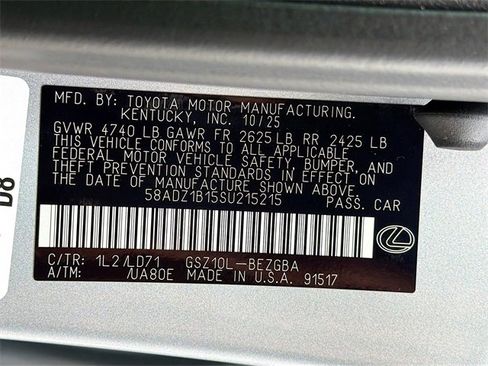 MFD. BY: TOYOTA MOTOR MANUFACTURING.
KENTUCKY, INC. 10/25
GVWR 4740 LB GAWR FR 2625 LB RR 2425 LB
THIS VEHICLE CONFORMS TO ALL APPLICABLE
FEDERAL MOTOR VEHICLE SAFETY, BUMPER, AND
THEFT PREVENTION STANDARDS IN EFFECT ON
THE DATE OF MANUFACTURE SHOWN ABOVE.
58ADZ1B15SU215215 PASS. CAR
C/TR: 1L2/LD71 GSZ10L-BEZGBA
A/TM: /UA80E MADE IN U.S.A. 91517
D8